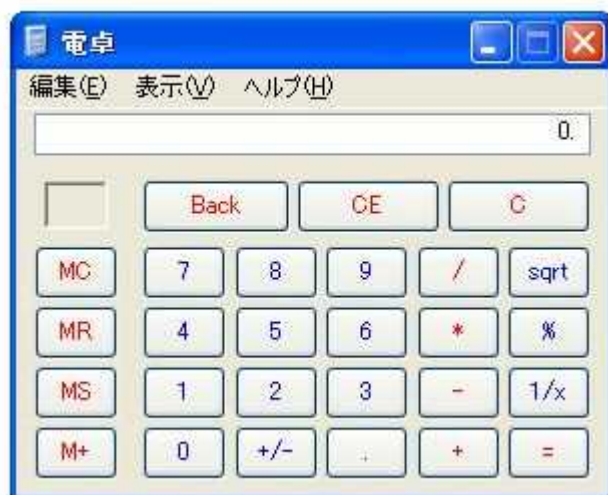 電卓
編集(E) 表示(V) ヘルプ(H)
0.
Back CE C
MC 7 8 9 / sqrt
MR 4 5 6 * %
MS 1 2 3 - 1/x
M+ 0 +/- . + =